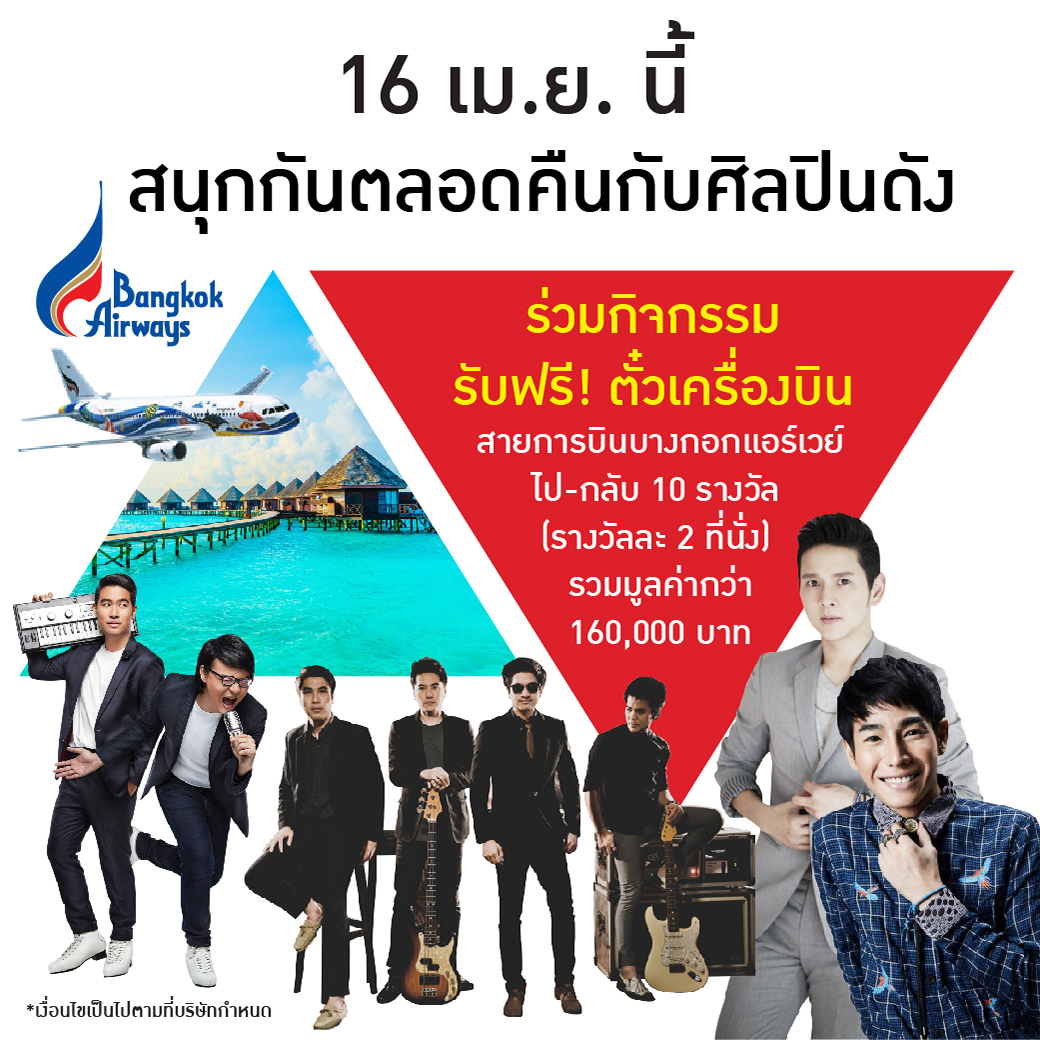 16 เม.ย. นี้
สนุกกันตลอดคืนกับศิลปินดัง
Bangkok
Airways
ร่วมกิจกรรม
รับฟรี! ตั๋วเครื่องบิน
สายการบินบางกอกแอร์เวย์
ไป-กลับ 10 รางวัล
(รางวัลละ 2 ที่นั่ง)
รวมมูลค่ากว่า
160,000 บาท
*เงื่อนไขเป็นไปตามที่บริษัทกำหนด